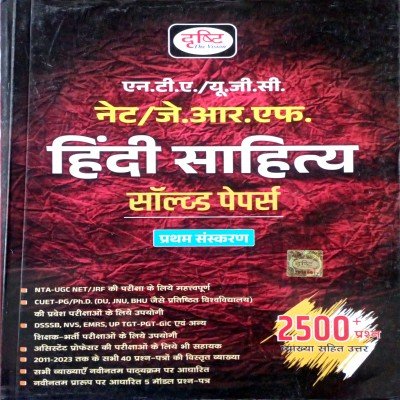 दृष्टि
The Vision
एन.टी.ए./यू.जी.सी.
नेट/जे.आर.एफ.
हिंदी साहित्य
सॉल्व्ड पेपर्स
प्रथम संस्करण
NTA-UGC NET/JRF की परीक्षा के लिये महत्त्वपूर्ण
CUET-PG/Ph.D. (DU, JNU, BHU जैसे प्रतिष्ठित विश्वविद्यालय)
की प्रवेश परीक्षाओं के लिये उपयोगी
DSSSB, NVS, EMRS, UP TGT-PGT-GIC एवं अन्य
शिक्षक-भर्ती परीक्षाओं के लिये उपयोगी
असिस्टेंट प्रोफेसर की परीक्षाओं के लिये भी सहायक
2011-2023 तक के सभी 40 प्रश्न-पत्रों की विस्तृत व्याख्या
सभी व्याख्याएँ नवीनतम पाठ्यक्रम पर आधारित
नवीनतम प्रारूप पर आधारित 5 मॉडल प्रश्न-पत्र
2500+ प्रश्न
व्याख्या सहित उत्तर